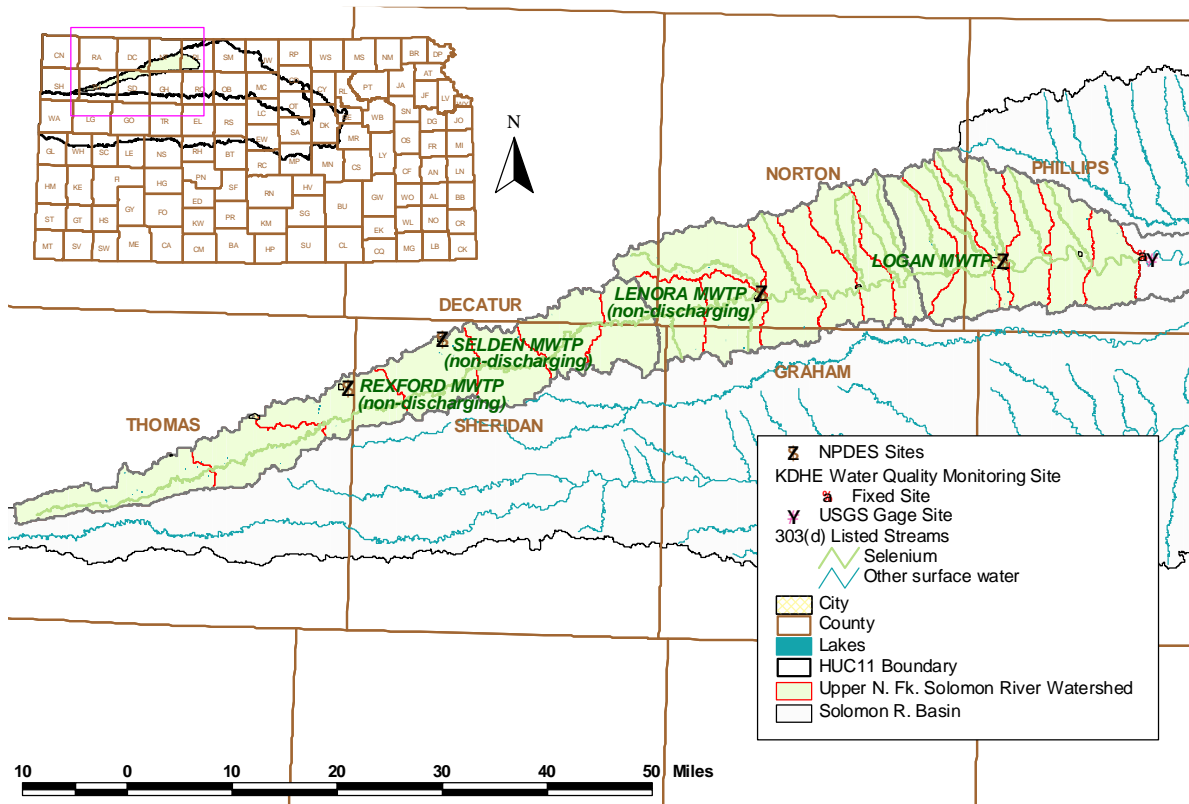 CN RA DC SM RP WS MS NM BR DP
SH SD GH RO OB MC CY RL PT JA AT JF LV WY
WA LG GO TR EL RS LC OT SA DK WB SN DG JO
GL WH SC LE NS RH BT EW RC MP MN MR CS LY OS FR MI
HM KE FI HG PN SF RN HV BU GW CF AN LN
ST GT HS GY FO ED KW PR KM SG EK WO AL BB
MT SV SW ME CA CM BA HP SU CL CQ WL MG NO LB CR CK
N
NORTON
PHILLIPS
LOGAN MWTP
DECATUR
LENORA MWTP
(non-discharging)
SELDEN MWTP
(non-discharging)
REXFORD MWTP
(non-discharging)
GRAHAM
THOMAS
SHERIDAN
NPDES Sites
KDHE Water Quality Monitoring Site
Fixed Site
USGS Gage Site
303(d) Listed Streams
Selenium
Other surface water
City
County
Lakes
HUC11 Boundary
Upper N. Fk. Solomon River Watershed
Solomon R. Basin
10 0 10 20 30 40 50 Miles